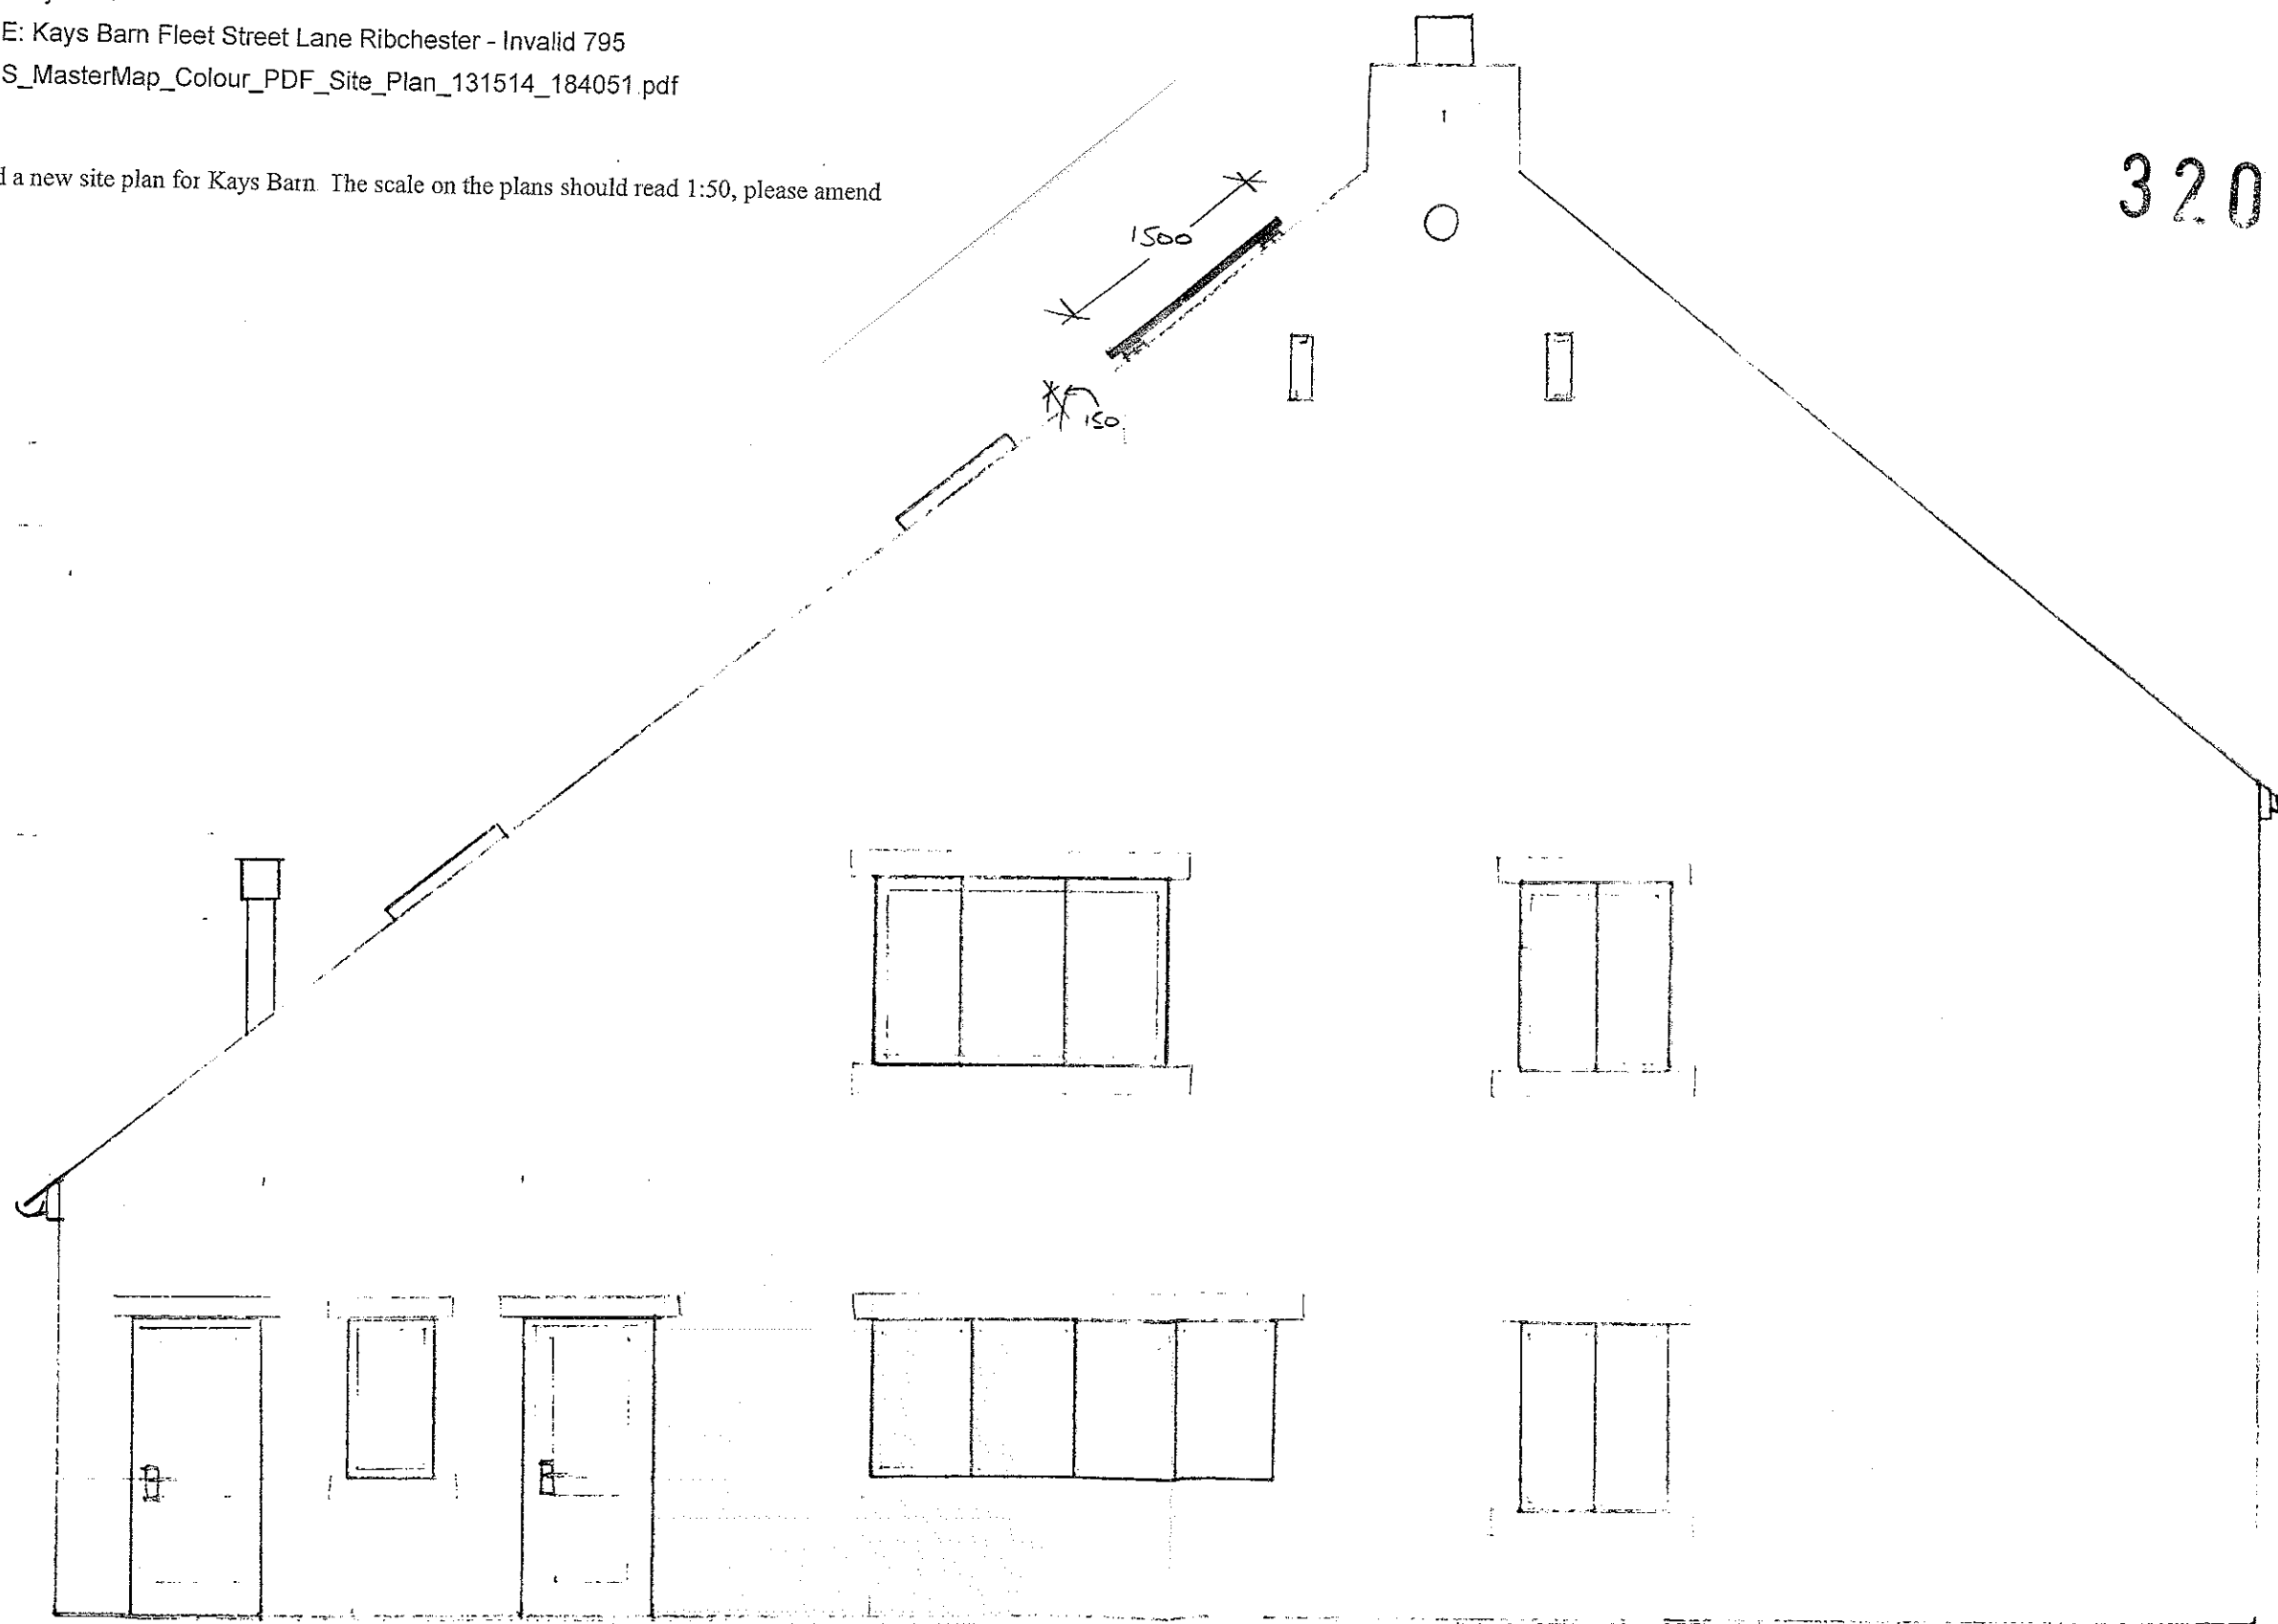 E: Kays Barn Fleet Street Lane Ribchester - Invalid 795
S_MasterMap_Colour_PDF_Site_Plan_131514_184051.pdf
a new site plan for Kays Barn. The scale on the plans should read 1:50, please amend
320
1500
150